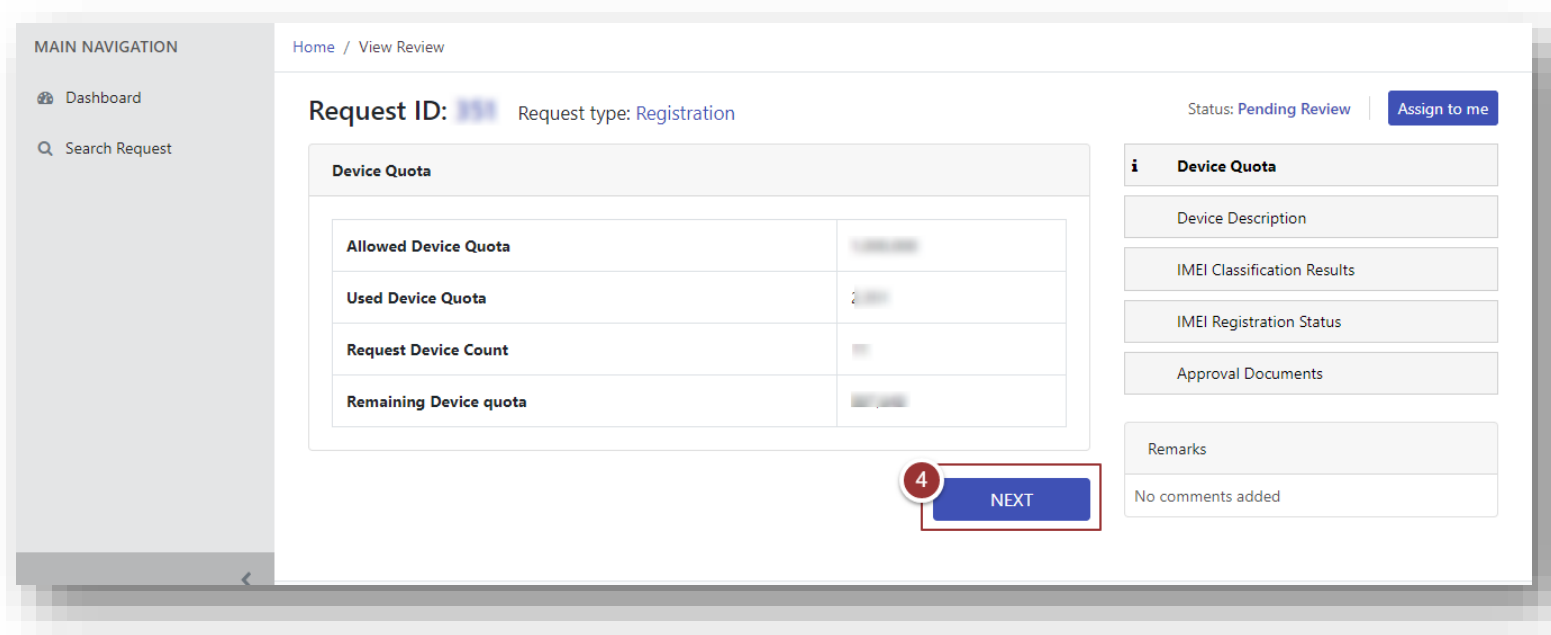 MAIN NAVIGATION
Dashboard
Search Request
Home / View Review
Request ID: Request type: Registration
Status: Pending Review
Assign to me
Device Quota
Allowed Device Quota
Used Device Quota
Request Device Count
Remaining Device quota
4
NEXT
i Device Quota
Device Description
IMEI Classification Results
IMEI Registration Status
Approval Documents
Remarks
No comments added